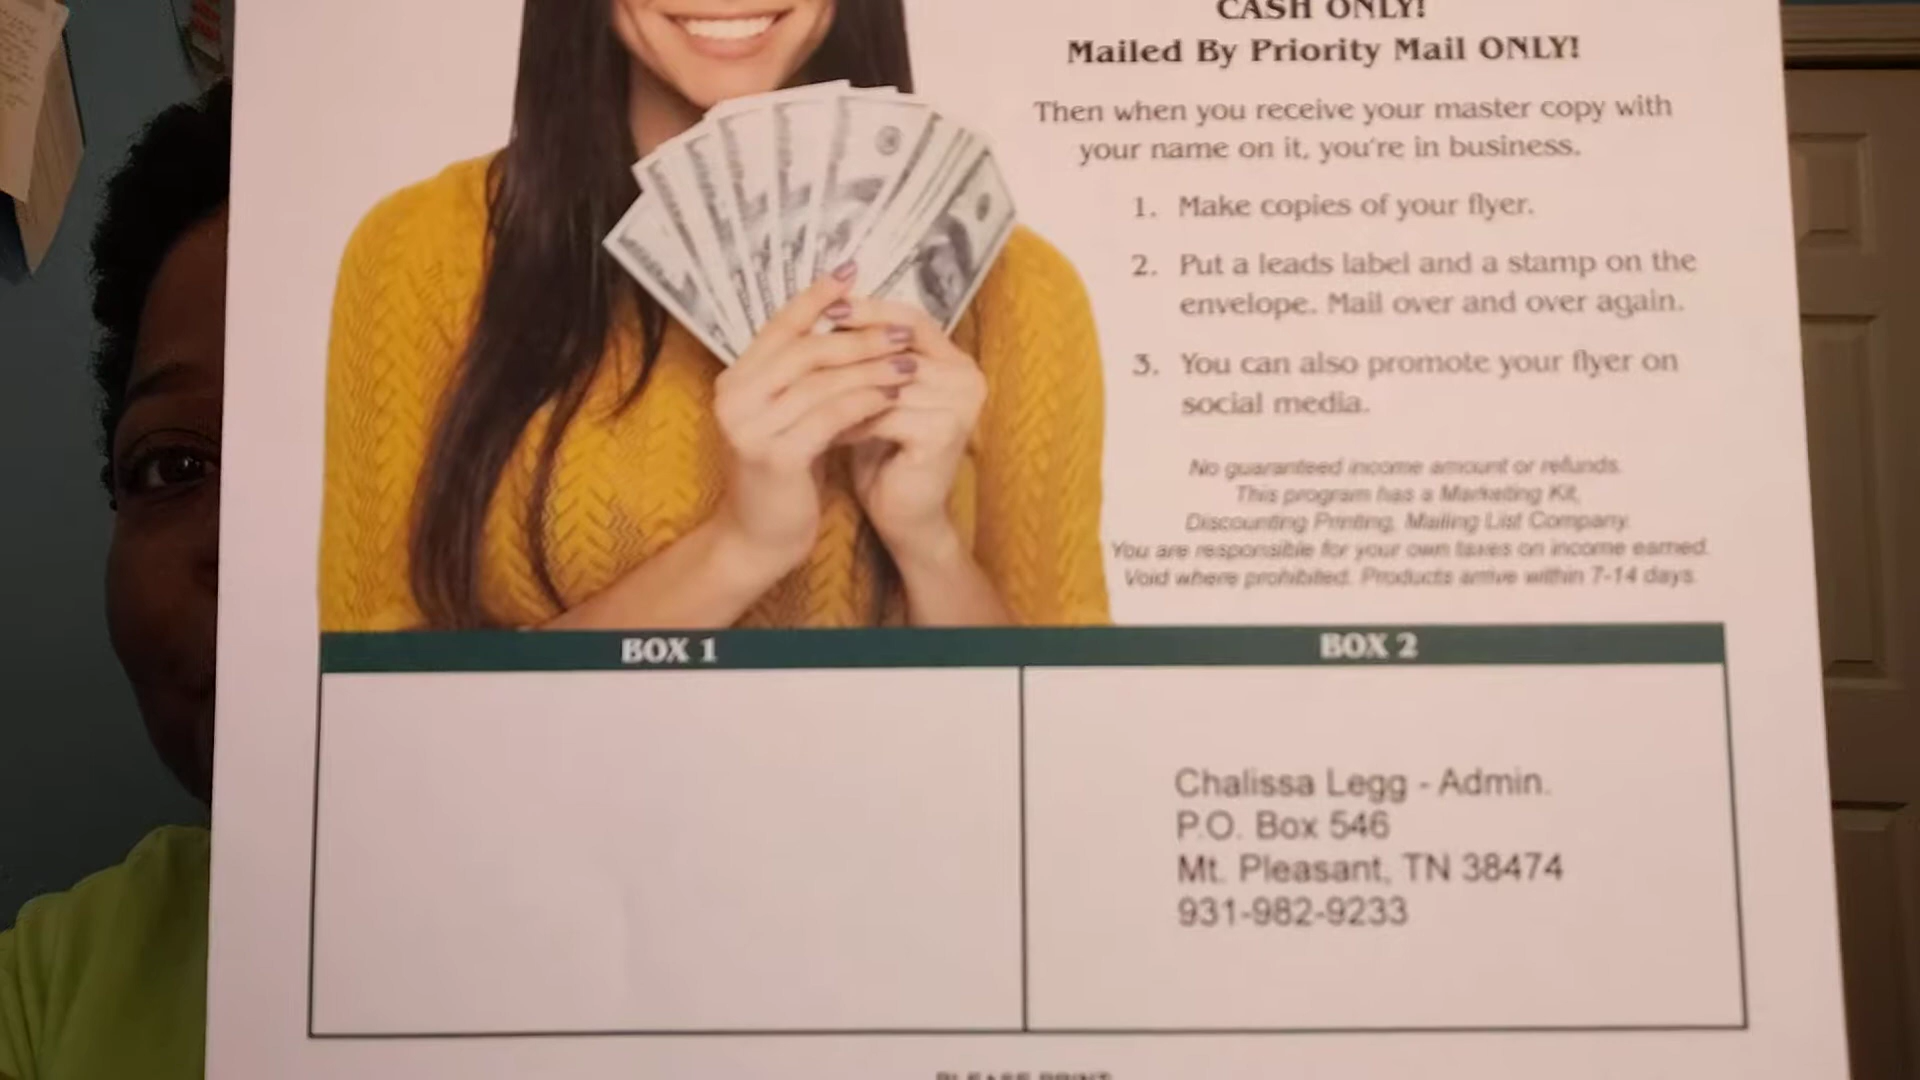 CASH ONLY!
Mailed By Priority Mail ONLY!
Then when you receive your master copy with
your name on it, you're in business.
1. Make copies of your flyer.
2. Put a leads label and a stamp on the
envelope. Mail over and over again.
3. You can also promote your flyer on
social media.
No guaranteed income amount or refunds.
This program has a Marketing Kit,
Discounting Printing, Mailing List Company.
You are responsible for your own taxes on income earned.
Void where prohibited. Products arrive within 7-14 days.
BOX 1
BOX 2
Chalissa Legg - Admin.
P.O. Box 546
Mt. Pleasant, TN 38474
931-982-9233
PLEASE PRINT